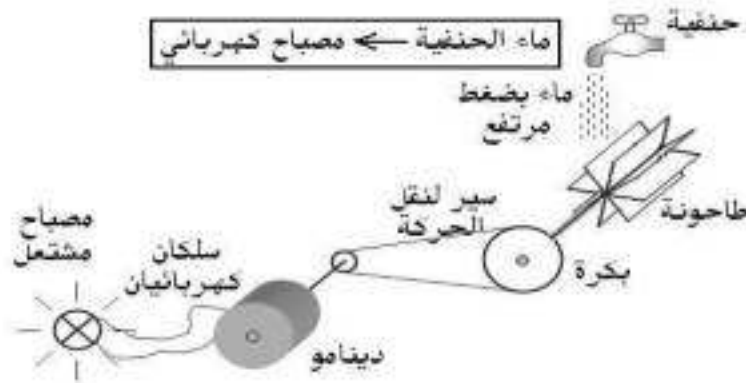 حنفية
ماء الحنفية ← مصباح كهربائي
ماء بضغط
مرتفع
طاحونة
سير لنقل
الحركة
بكرة
مصباح
مشتعل
سلكان
كهربائيان
دينامو